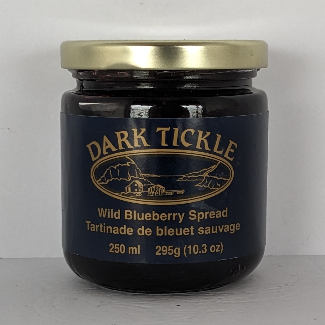 DARK TICKLE
Wild Blueberry Spread
Tartinade de bleuet sauvage
250 ml 295g (10.3 oz)